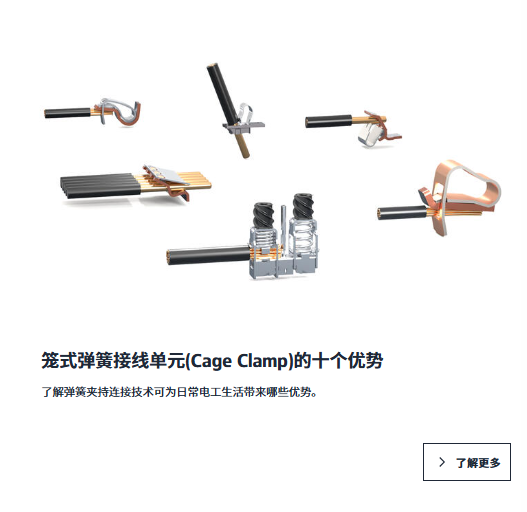 笼式弹簧接线单元(Cage Clamp)的十个优势
了解弹簧夹持连接技术可为日常电工生活带来哪些优势。
了解更多